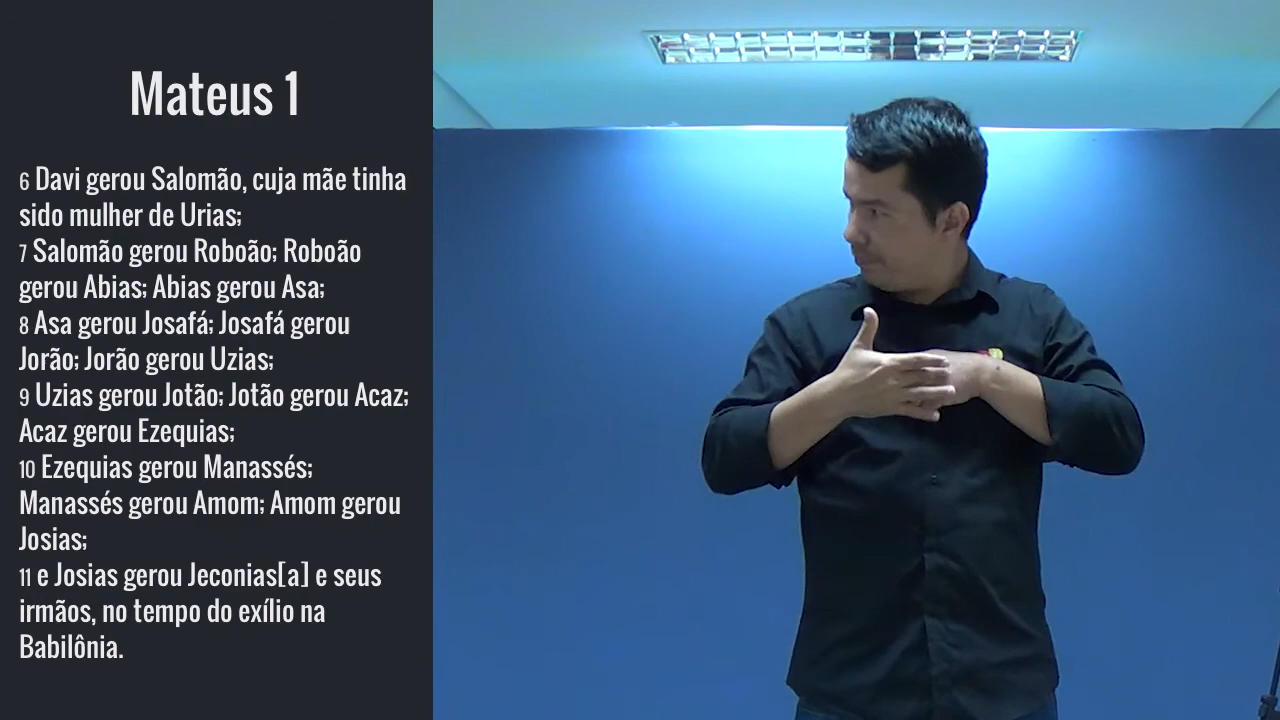 Mateus 1
6 Davi gerou Salomão, cuja mãe tinha
sido mulher de Urias;
7 Salomão gerou Roboão; Roboão
gerou Abias; Abias gerou Asa;
8 Asa gerou Josafá; Josafá gerou
Jorão; Jorão gerou Uzias;
9 Uzias gerou Jotão; Jotão gerou Acaz;
Acaz gerou Ezequias;
10 Ezequias gerou Manassés;
Manassés gerou Amom; Amom gerou
Josias;
11 e Josias gerou Jeconias[a] e seus
irmãos, no tempo do exílio na
Babilônia.